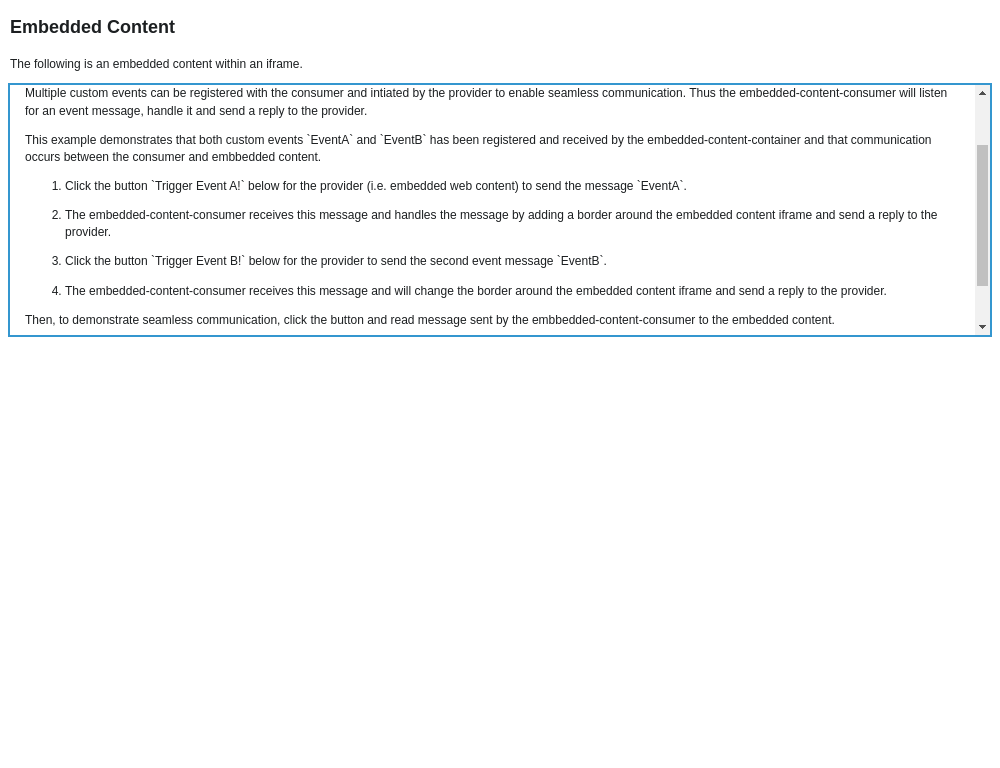 Embedded Content
The following is an embedded content within an iframe.
Multiple custom events can be registered with the consumer and intiated by the provider to enable seamless communication. Thus the embedded-content-consumer will listen
for an event message, handle it and send a reply to the provider.
This example demonstrates that both custom events `EventA` and `EventB` has been registered and received by the embedded-content-container and that communication
occurs between the consumer and embbedded content.
1. Click the button `Trigger Event A!` below for the provider (i.e. embedded web content) to send the message `EventA`.
2. The embedded-content-consumer receives this message and handles the message by adding a border around the embedded content iframe and send a reply to the
provider.
3. Click the button `Trigger Event B!` below for the provider to send the second event message `EventB`.
4. The embedded-content-consumer receives this message and will change the border around the embedded content iframe and send a reply to the provider.
Then, to demonstrate seamless communication, click the button and read message sent by the embbedded-content-consumer to the embedded content.